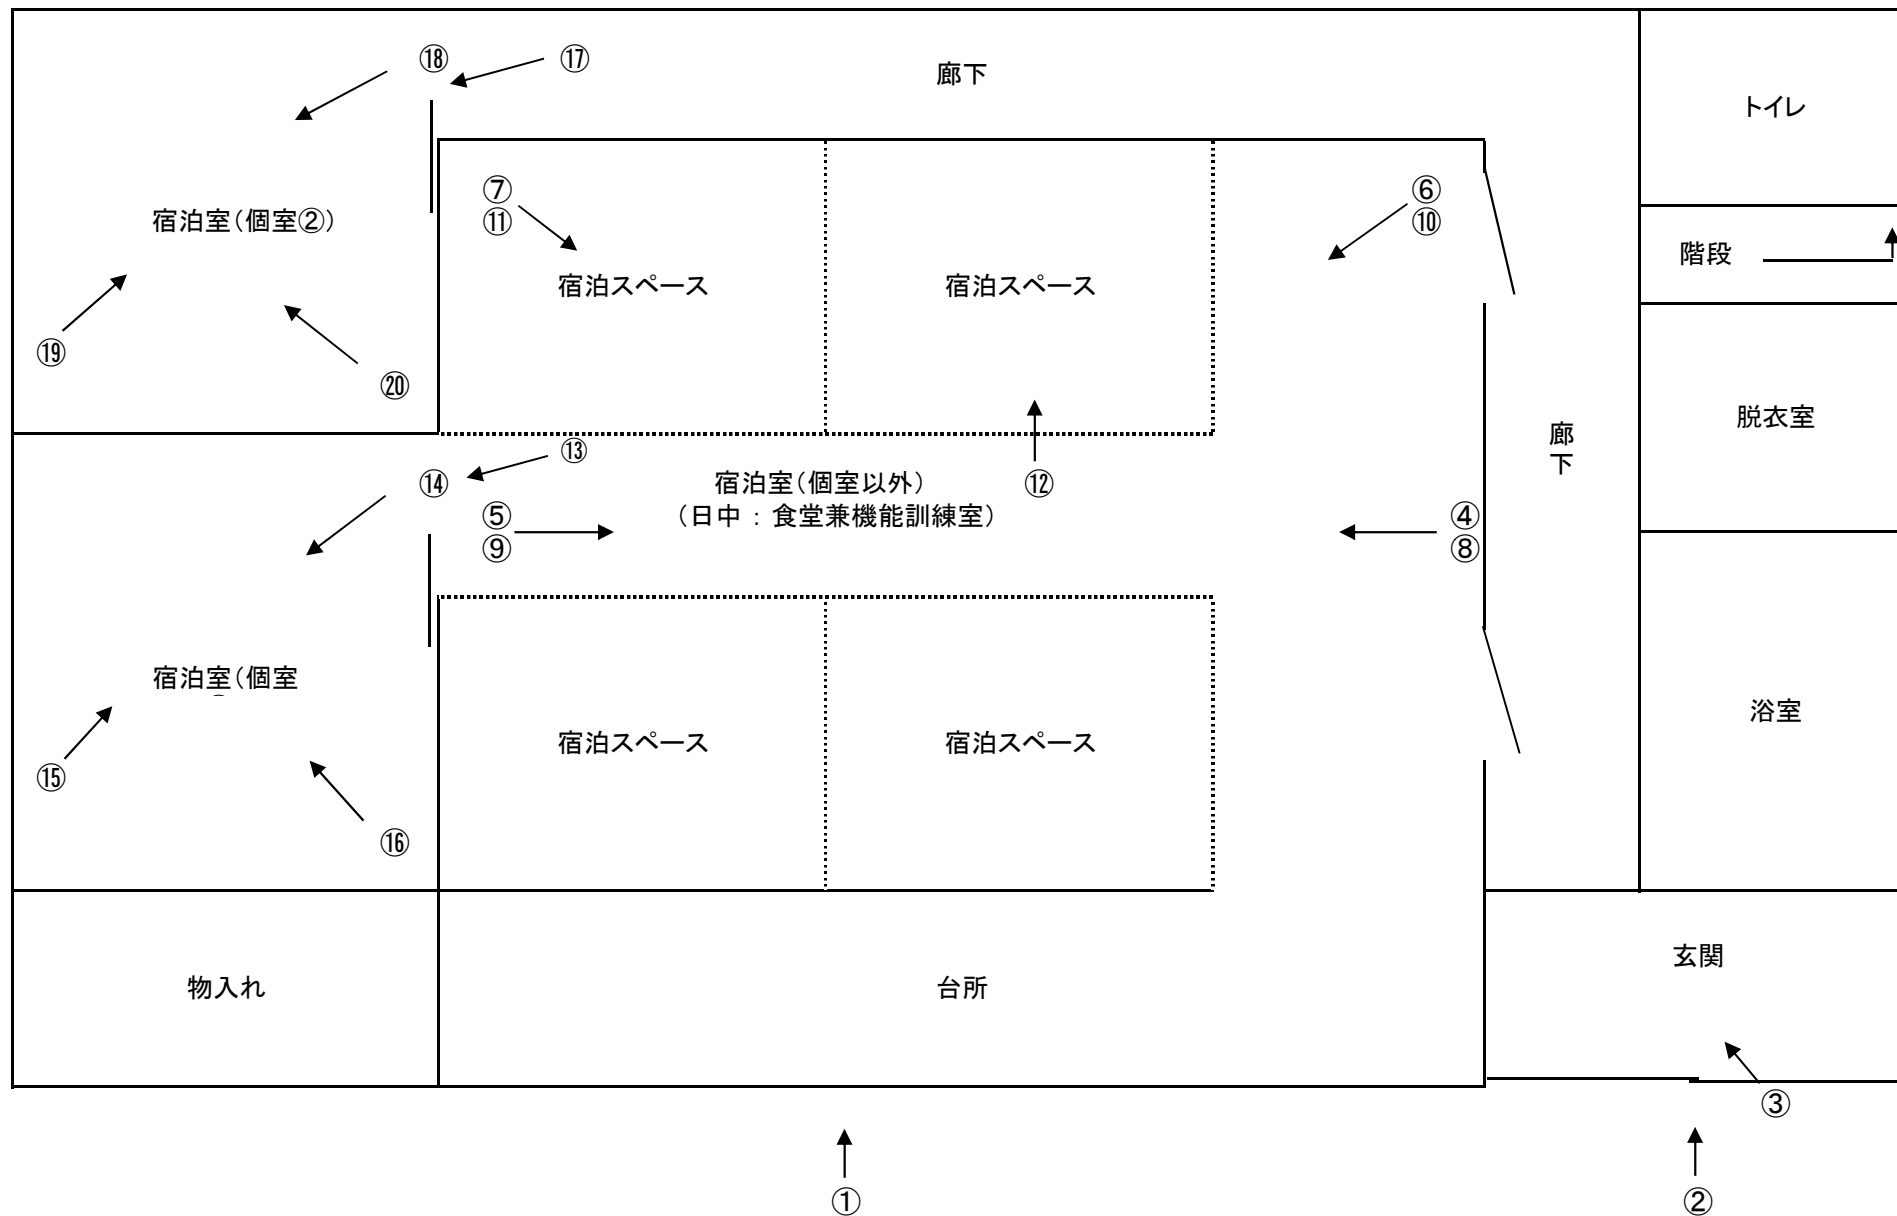 ⑱
⑰
廊下
トイレ
⑦
⑪
⑥
⑩
宿泊室（個室②）
階段
宿泊スペース
宿泊スペース
⑲
⑳
脱衣室
廊
下
⑬
⑭
宿泊室（個室以外）
（日中：食堂兼機能訓練室）
⑫
⑤
⑨
④
⑧
宿泊室（個室
浴室
宿泊スペース
宿泊スペース
⑮
⑯
玄関
物入れ
台所
③
①
②